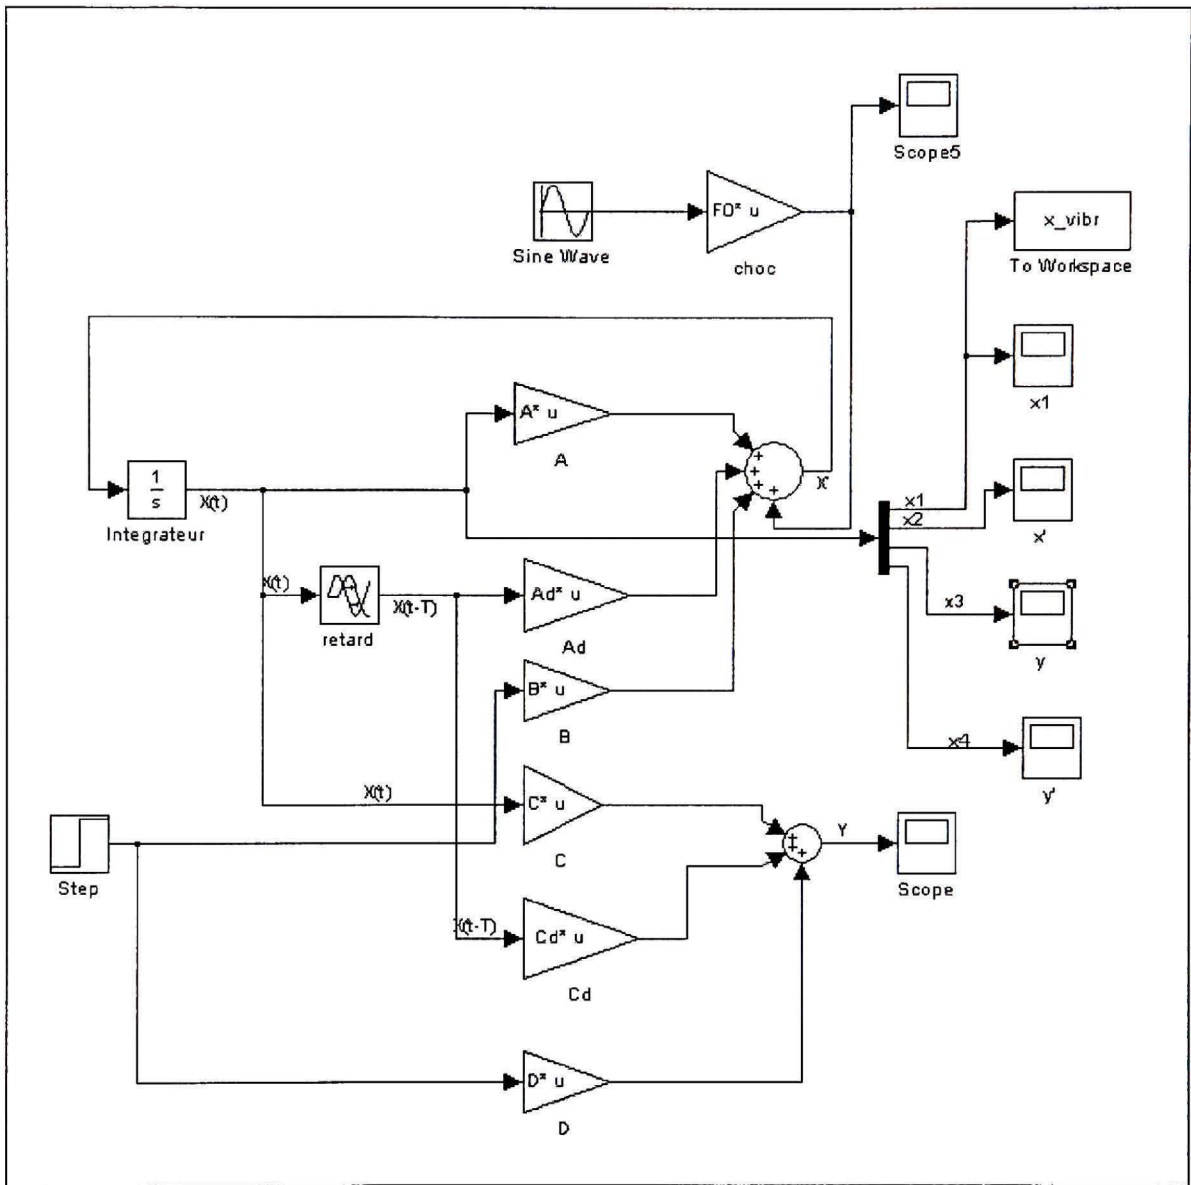 Scope5
F0* u
choc
Sine Wave
x_vibr
To Workspace
x1
A* u
A
1
s
Integrateur
X(t)
+
+
+
+
X'
x1
x2
x'
X(t)
retard
X(t-T)
Ad* u
Ad
x3
y
B* u
B
x4
y'
X(t)
C* u
C
Step
+
+
+
Y
Scope
X(t-T)
Cd* u
Cd
D* u
D